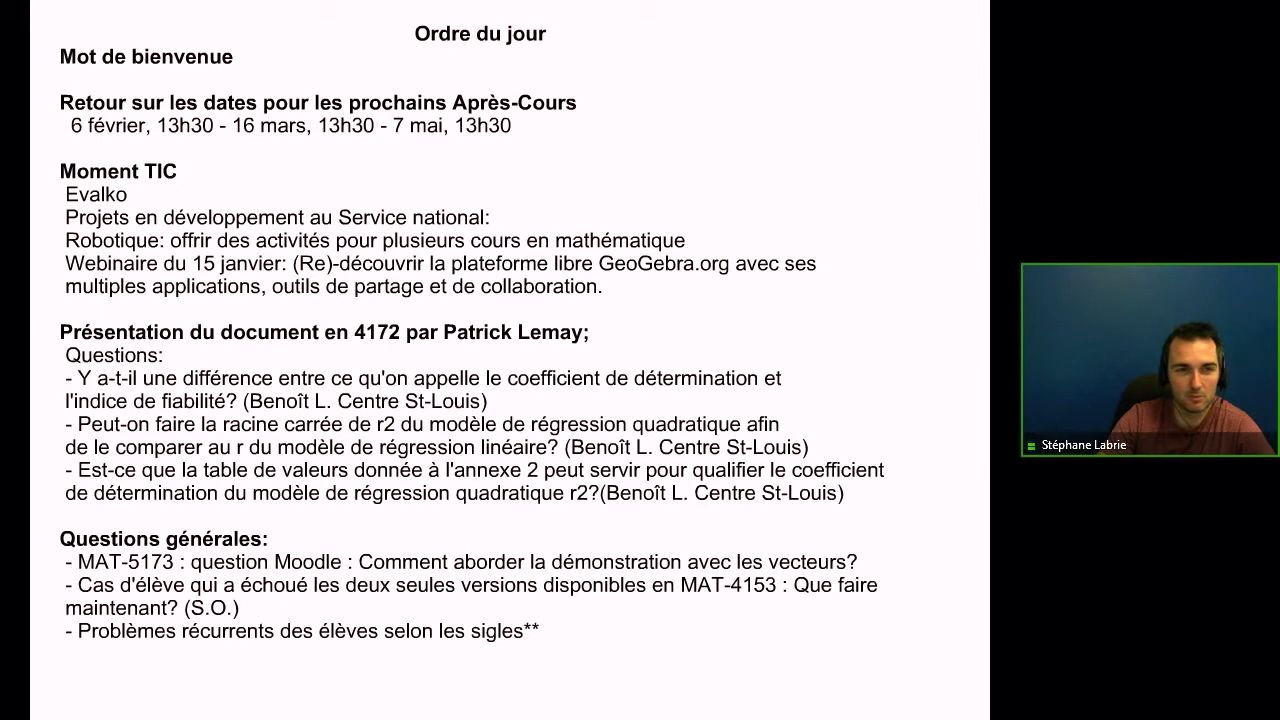 Ordre du jour
Mot de bienvenue
Retour sur les dates pour les prochains Après-Cours
6 février, 13h30 - 16 mars, 13h30 - 7 mai, 13h30
Moment TIC
Evalko
Projets en développement au Service national:
Robotique: offrir des activités pour plusieurs cours en mathématique
Webinaire du 15 janvier: (Re)-découvrir la plateforme libre GeoGebra.org avec ses
multiples applications, outils de partage et de collaboration.
Présentation du document en 4172 par Patrick Lemay;
Questions:
- Y a-t-il une différence entre ce qu'on appelle le coefficient de détermination et
l'indice de fiabilité? (Benoît L. Centre St-Louis)
- Peut-on faire la racine carrée de r2 du modèle de régression quadratique afin
de le comparer au r du modèle de régression linéaire? (Benoît L. Centre St-Louis)
- Est-ce que la table de valeurs donnée à l'annexe 2 peut servir pour qualifier le coefficient
de détermination du modèle de régression quadratique r2?(Benoît L. Centre St-Louis)
Questions générales:
- MAT-5173 : question Moodle : Comment aborder la démonstration avec les vecteurs?
- Cas d'élève qui a échoué les deux seules versions disponibles en MAT-4153 : Que faire
maintenant? (S.O.)
- Problèmes récurrents des élèves selon les sigles**
Stéphane Labrie